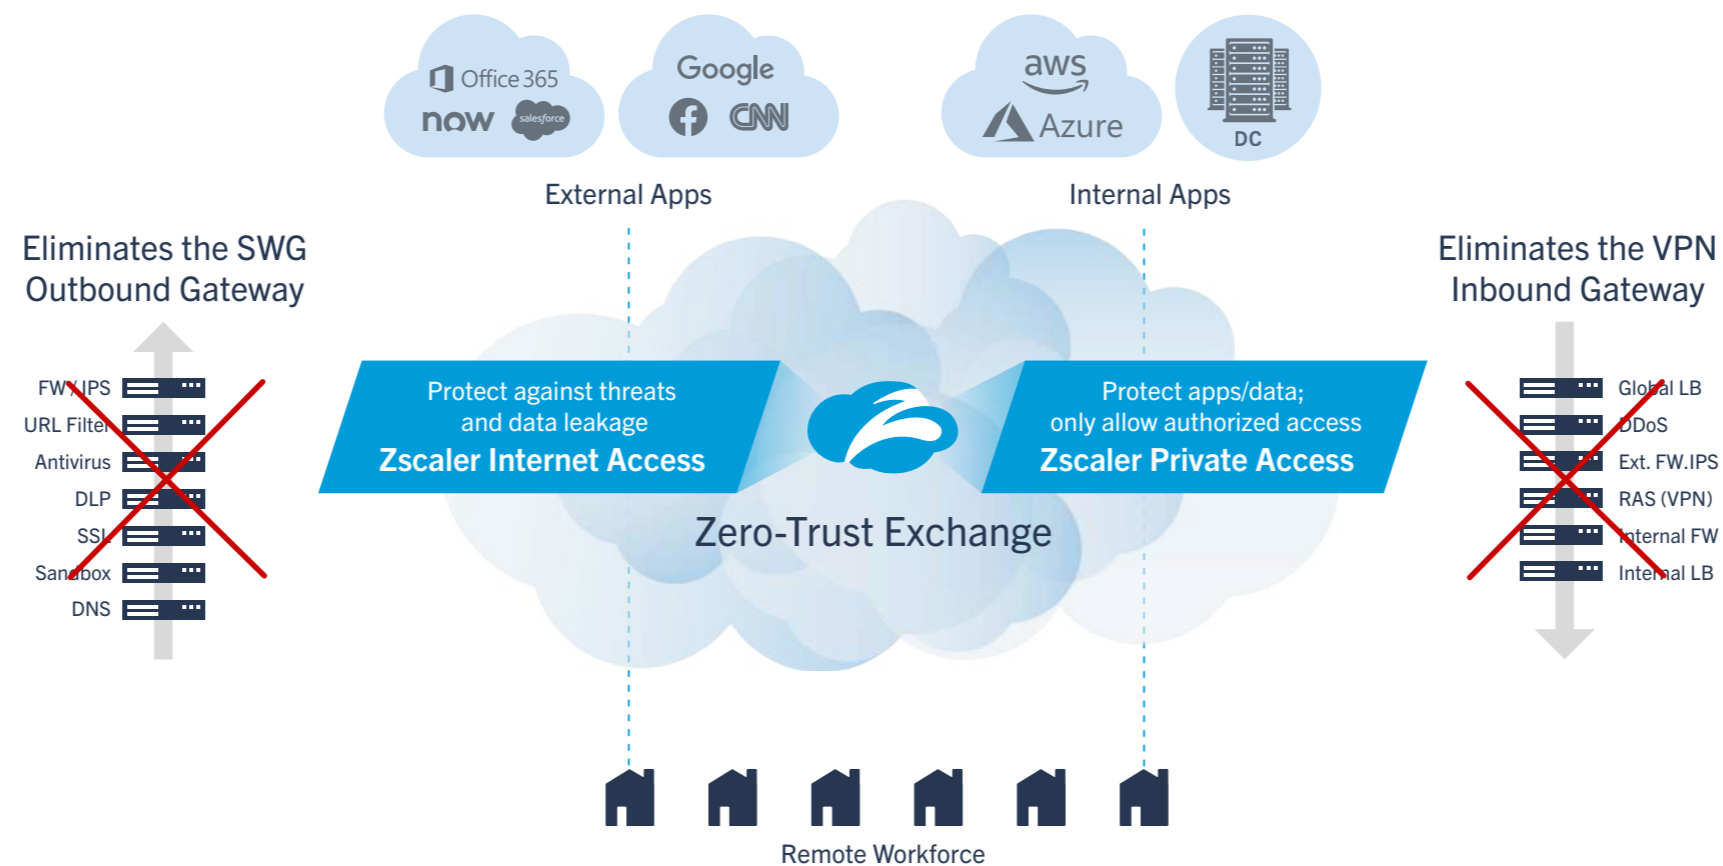 Office 365
now
salesforce
Google
CNN
aws
Azure
DC
External Apps
Internal Apps
Eliminates the SWG
Outbound Gateway
FW / IPS
URL Filter
Antivirus
DLP
SSL
Sandbox
DNS
Protect against threats
and data leakage
Zscaler Internet Access
Protect apps/data;
only allow authorized access
Zscaler Private Access
Zero-Trust Exchange
Eliminates the VPN
Inbound Gateway
Global LB
DDoS
Ext. FW.IPS
RAS (VPN)
Internal FW
Internal LB
Remote Workforce